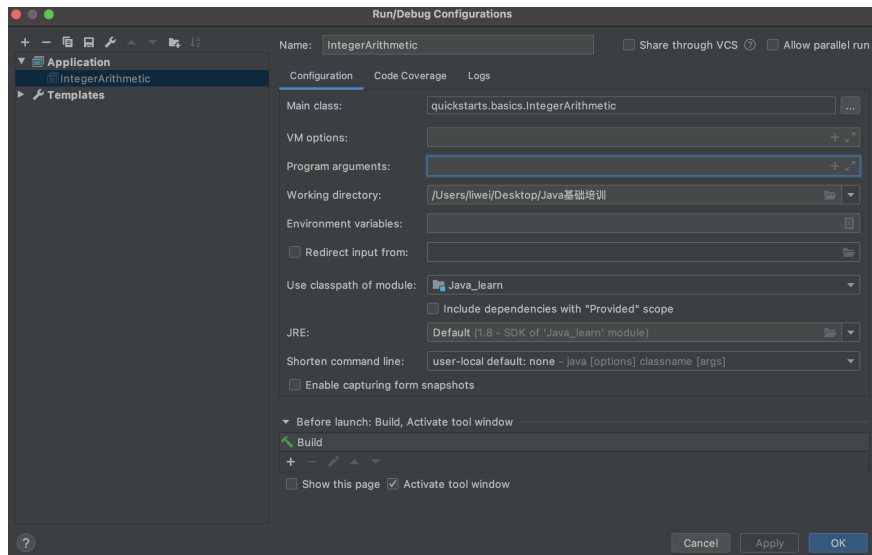 Run/Debug Configurations
Name: IntegerArithmetic
Share through VCS ? Allow parallel run
Application
IntegerArithmetic
Templates
Configuration Code Coverage Logs
Main class: quickstarts.basics.IntegerArithmetic ...
VM options:
Program arguments:
Working directory: /Users/liwei/Desktop/Java基础培训
Environment variables:
Redirect input from:
Use classpath of module: Java_learn
Include dependencies with "Provided" scope
JRE: Default (1.8 - SDK of 'Java_learn' module)
Shorten command line: user-local default: none - java [options] classname [args]
Enable capturing form snapshots
Before launch: Build, Activate tool window
Build
Show this page Activate tool window
? Cancel Apply OK